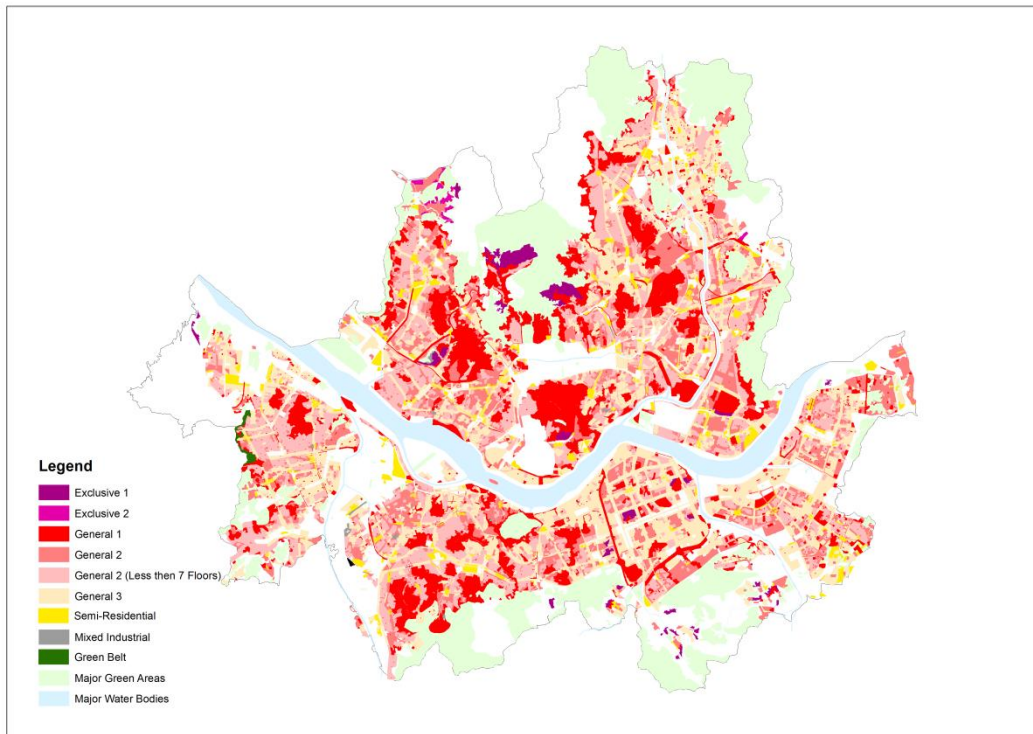 Legend
Exclusive 1
Exclusive 2
General 1
General 2
General 2 (Less then 7 Floors)
General 3
Semi-Residential
Mixed Industrial
Green Belt
Major Green Areas
Major Water Bodies